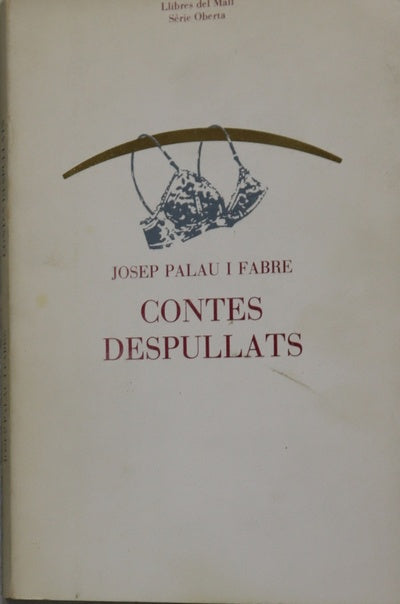 Llibres del Mall
Sèrie Oberta
JOSEP PALAU I FABRE
CONTES
DESPULLATS